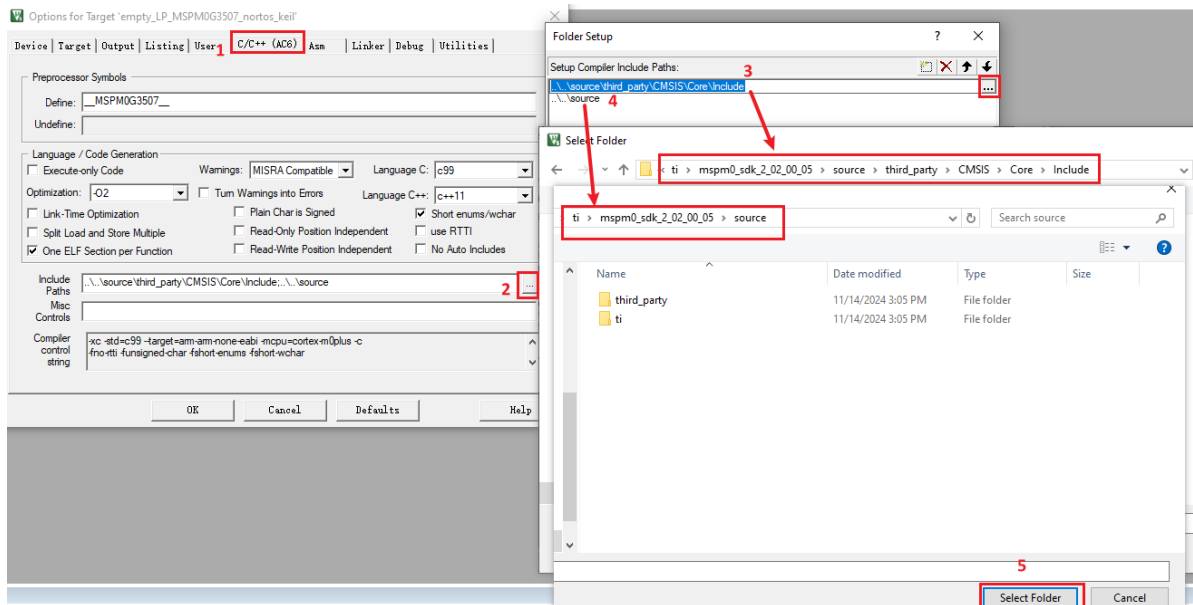 Options for Target 'empty_LP_MSPM0G3507_nortos_keil'
Device | Target | Output | Listing | User 1 C/C++ (AC6) Asm | Linker | Debug | Utilities |
Preprocessor Symbols
Define: __MSPM0G3507__
Undefine:
Language / Code Generation
Execute-only Code
Warnings: MISRA Compatible
Language C: c99
Optimization: -O2
Turn Warnings into Errors
Language C++: c++11
Link-Time Optimization
Plain Char is Signed
Short enums/wchar
Split Load and Store Multiple
Read-Only Position Independent
use RTTI
One ELF Section per Function
Read-Write Position Independent
No Auto Includes
Include Paths
..\..\source\third_party\CMSIS\Core\Include;..\..\source
2
...
Misc Controls
Compiler control string
-xc -std=c99 --target=arm-arm-none-eabi -mcpu=cortex-m0plus -c
-fno-rtti -funsigned-char -fshort-enums -fshort-wchar
OK
Cancel
Defaults
Help
Folder Setup
?
Setup Compiler Include Paths:
3
..\..\source\third_party\CMSIS\Core\Include
...
..\..\source
4
Select Folder
« ti > mspm0_sdk_2_02_00_05 > source > third_party > CMSIS > Core > Include
ti > mspm0_sdk_2_02_00_05 > source
Search source
?
Name
Date modified
Type
Size
third_party
11/14/2024 3:05 PM
File folder
ti
11/14/2024 3:05 PM
File folder
5
Select Folder
Cancel